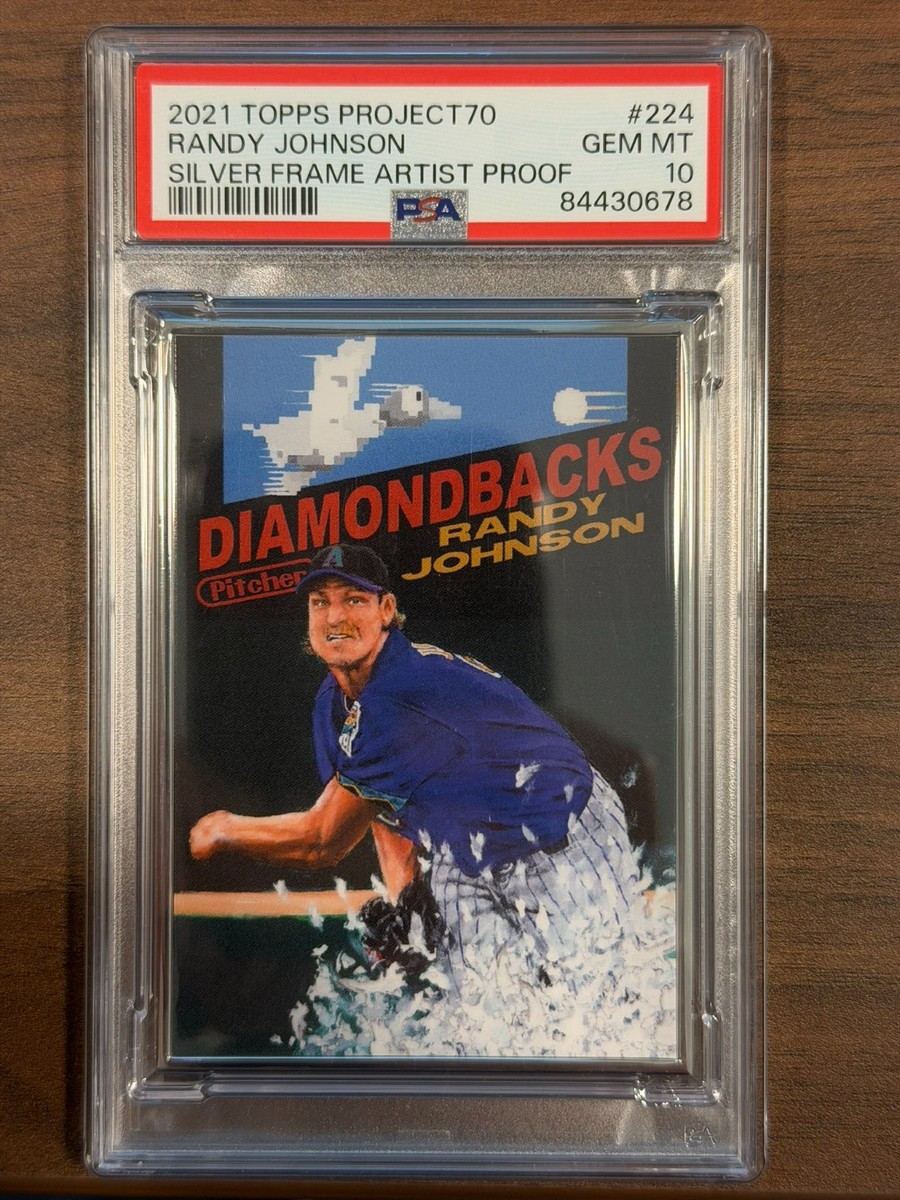 2021 TOPPS PROJECT70 #224
RANDY JOHNSON GEM MT
SILVER FRAME ARTIST PROOF 10
84430678
PSA
DIAMONDBACKS
RANDY
JOHNSON
Pitcher
A
PSA